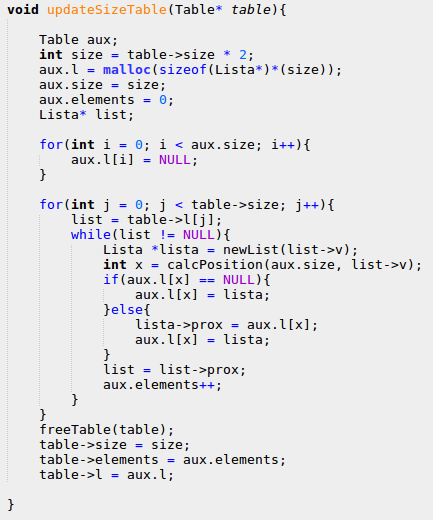 void updateSizeTable(Table* table){
Table aux;
int size = table->size * 2;
aux.l = malloc(sizeof(Lista*)*(size));
aux.size = size;
aux.elements = 0;
Lista* list;
for(int i = 0; i < aux.size; i++){
aux.l[i] = NULL;
}
for(int j = 0; j < table->size; j++){
list = table->l[j];
while(list != NULL){
Lista *lista = newList(list->v);
int x = calcPosition(aux.size, list->v);
if(aux.l[x] == NULL){
aux.l[x] = lista;
}else{
lista->prox = aux.l[x];
aux.l[x] = lista;
}
list = list->prox;
aux.elements++;
}
}
freeTable(table);
table->size = size;
table->elements = aux.elements;
table->l = aux.l;
}